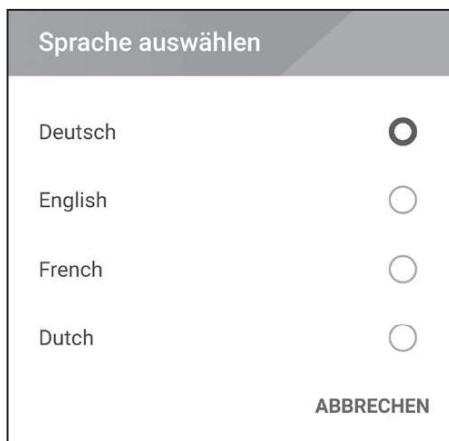 Sprache auswählen
Deutsch
English
French
Dutch
ABBRECHEN